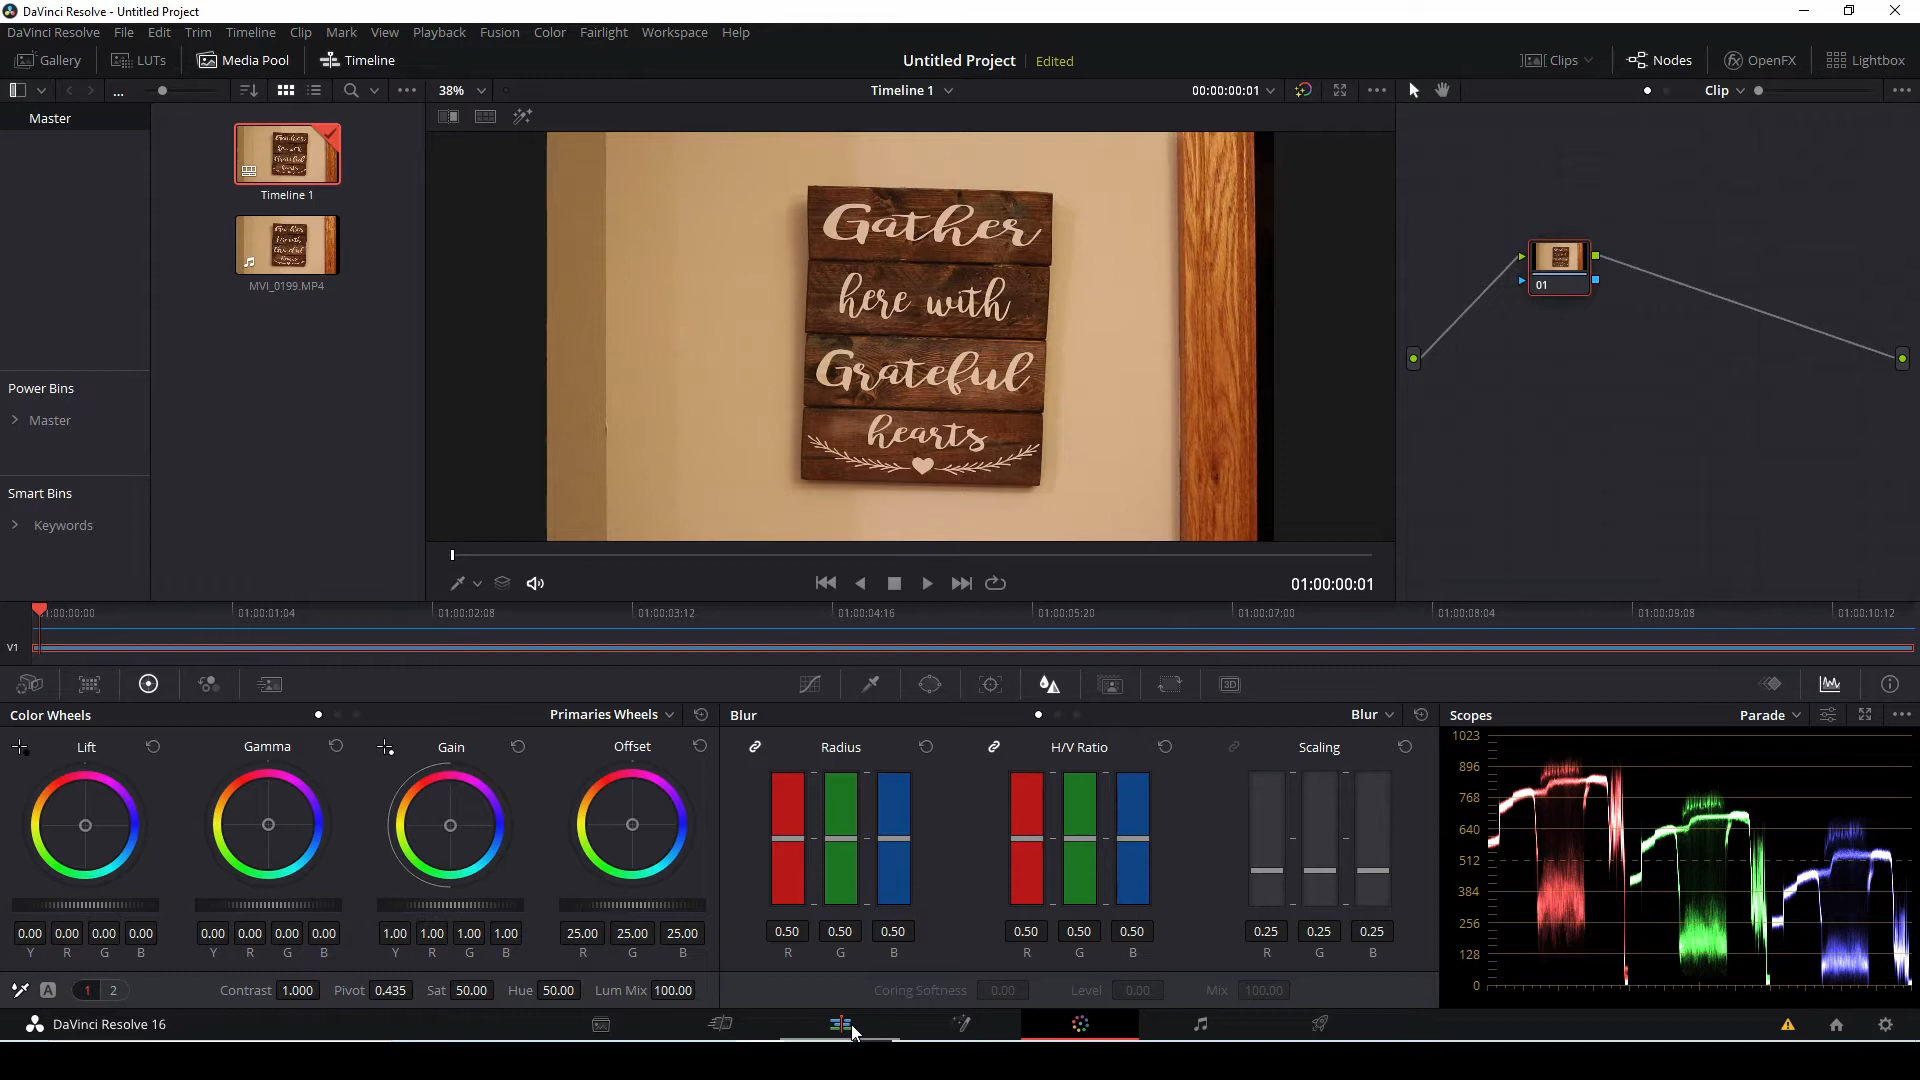 DaVinci Resolve - Untitled Project
DaVinci Resolve File Edit Trim Timeline Clip Mark View Playback Fusion Color Fairlight Workspace Help
Gallery LUTs Media Pool Timeline Untitled Project Edited Clips Nodes OpenFX Lightbox
... 38% Timeline 1 00:00:00:01 Clip
Master
Timeline 1
MVI_0199.MP4
Power Bins
Master
Smart Bins
Keywords
Gather
here with
Grateful
hearts
01
01:00:00:01
:00:00:00 01:00:01:04 01:00:02:08 01:00:03:12 01:00:04:16 01:00:05:20 01:00:07:00 01:00:08:04 01:00:09:08 01:00:10:12
V1
3D
Color Wheels Primaries Wheels Blur Blur Scopes Parade
Lift Gamma Gain Offset Radius H/V Ratio Scaling
1023
896
768
640
512
384
256
128
0
0.00 0.00 0.00 0.00 0.00 0.00 0.00 0.00 1.00 1.00 1.00 1.00 25.00 25.00 25.00 0.50 0.50 0.50 0.50 0.50 0.50 0.25 0.25 0.25
Y R G B Y R G B Y R G B R G B R G B R G B R G B
A 1 2 Contrast 1.000 Pivot 0.435 Sat 50.00 Hue 50.00 Lum Mix 100.00 Coring Softness 0.00 Level 0.00 Mix 100.00
DaVinci Resolve 16